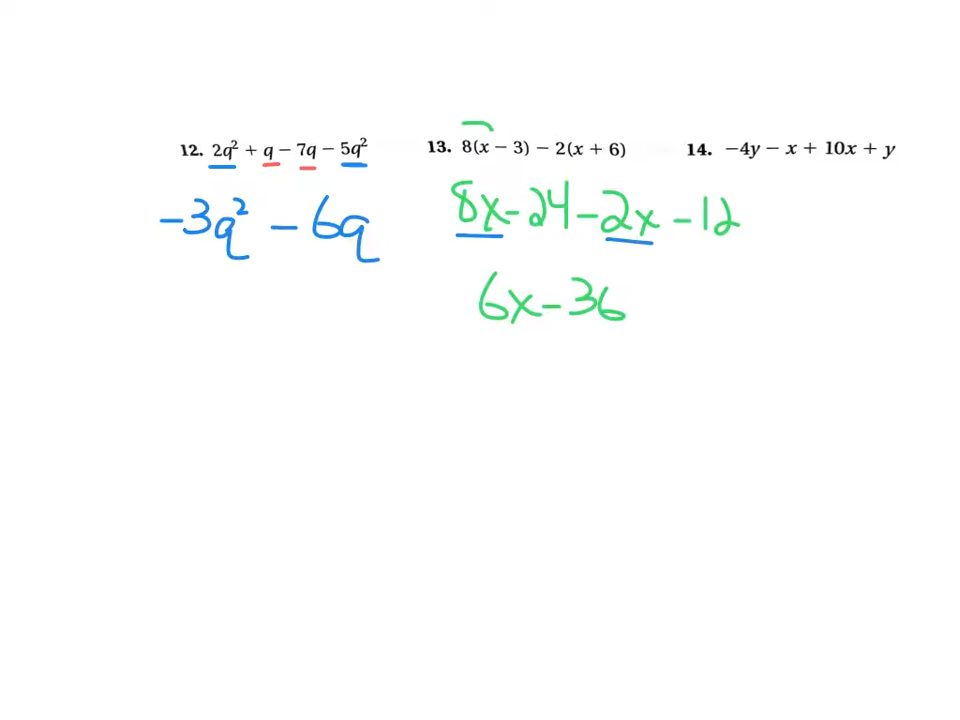 12. 2q² + q − 7q − 5q² 13. 8(x − 3) − 2(x + 6) 14. −4y − x + 10x + y
−3q² − 6q 8x − 24 − 2x − 12
6x − 36